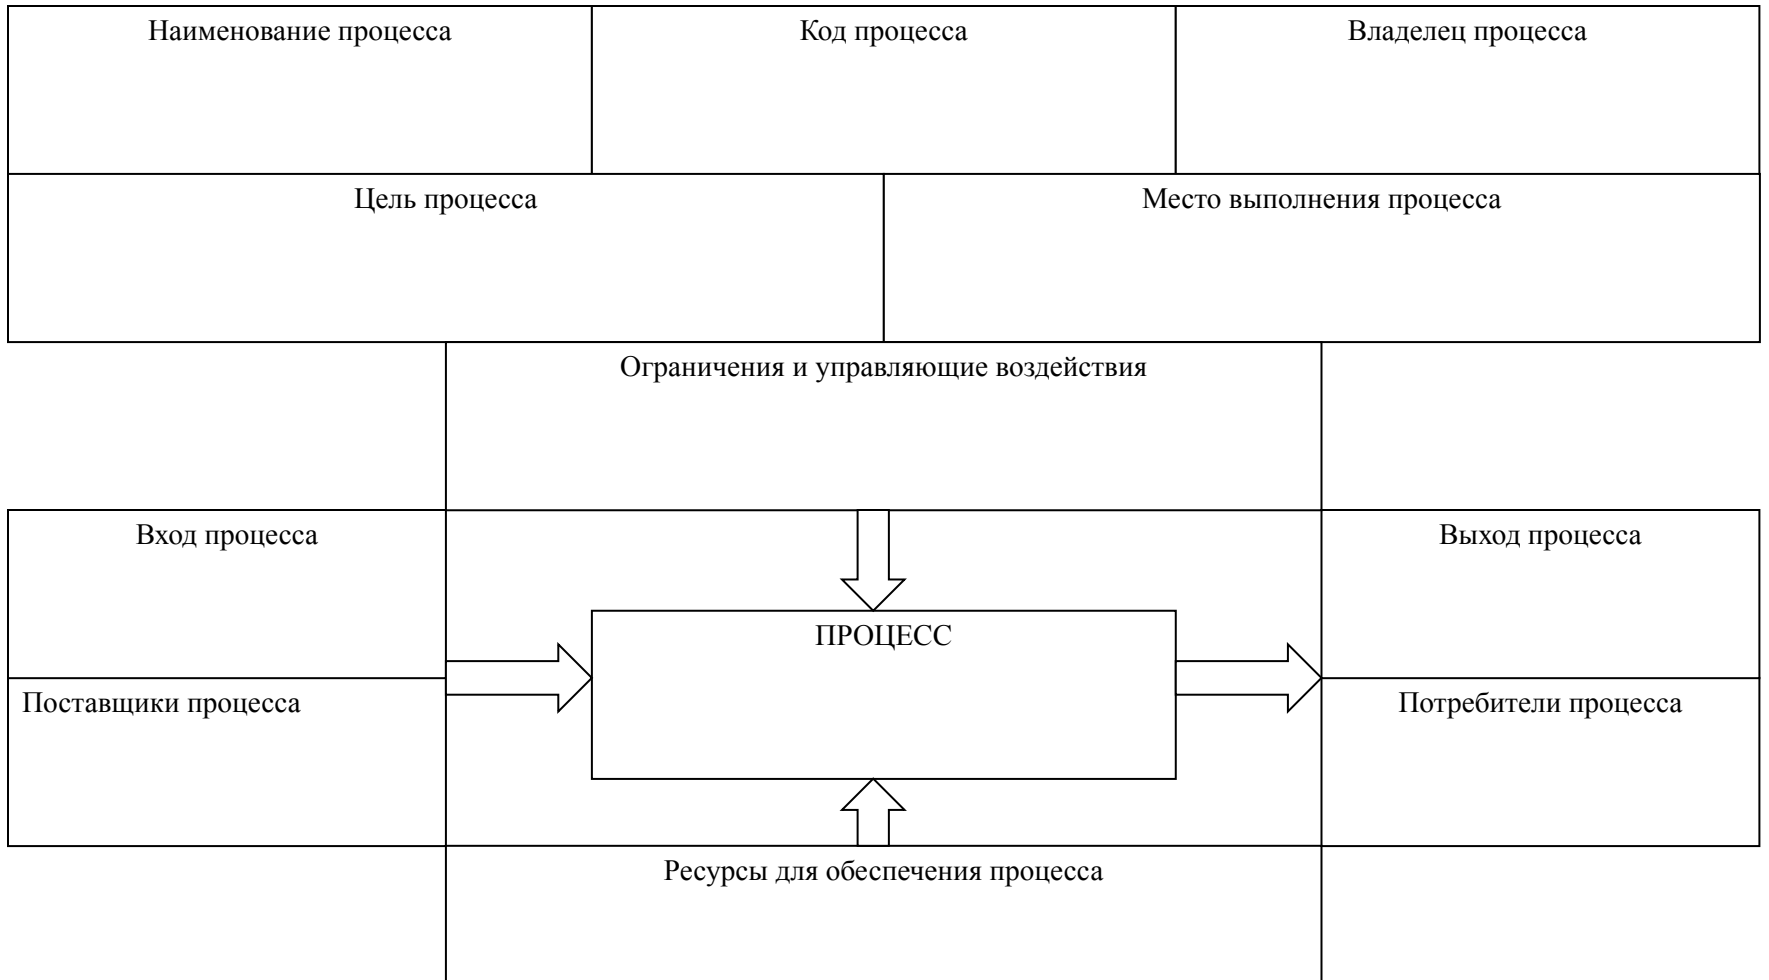 Наименование процесса
Код процесса
Владелец процесса
Цель процесса
Место выполнения процесса
Ограничения и управляющие воздействия
Вход процесса
Выход процесса
ПРОЦЕСС
Поставщики процесса
Потребители процесса
Ресурсы для обеспечения процесса